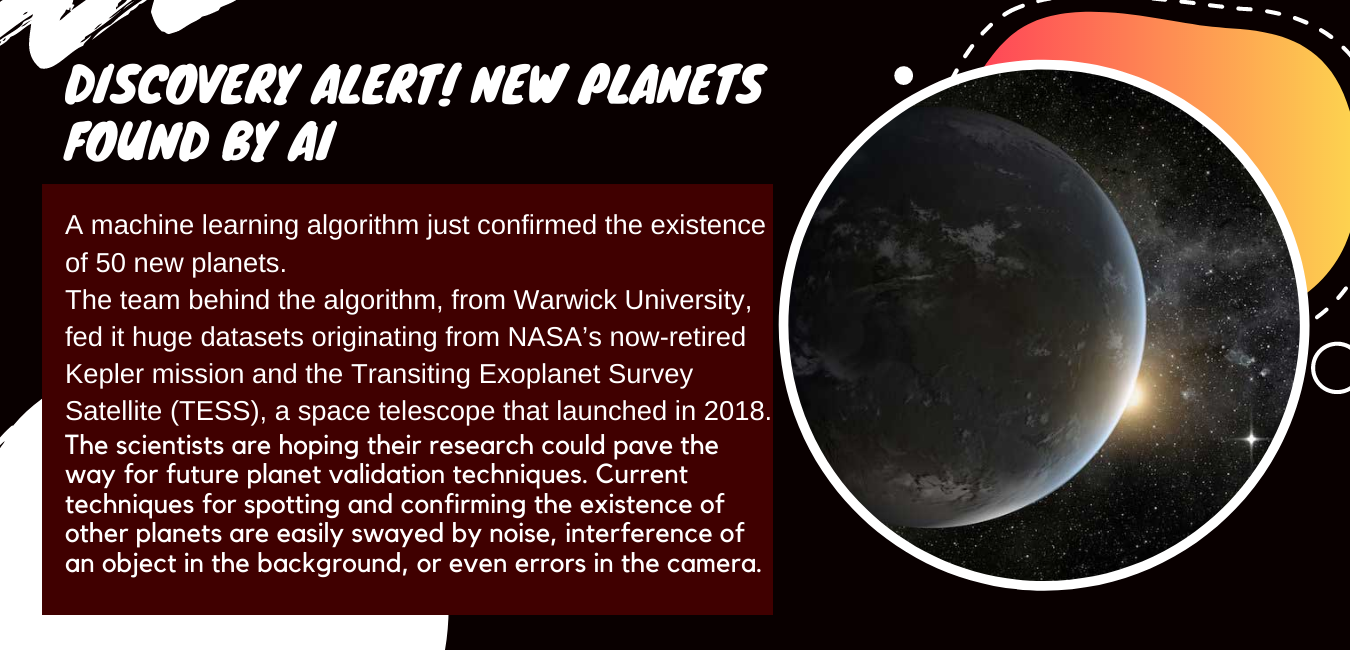 DISCOVERY ALERT! NEW PLANETS
FOUND BY AI
A machine learning algorithm just confirmed the existence
of 50 new planets.
The team behind the algorithm, from Warwick University,
fed it huge datasets originating from NASA’s now-retired
Kepler mission and the Transiting Exoplanet Survey
Satellite (TESS), a space telescope that launched in 2018.
The scientists are hoping their research could pave the
way for future planet validation techniques. Current
techniques for spotting and confirming the existence of
other planets are easily swayed by noise, interference of
an object in the background, or even errors in the camera.